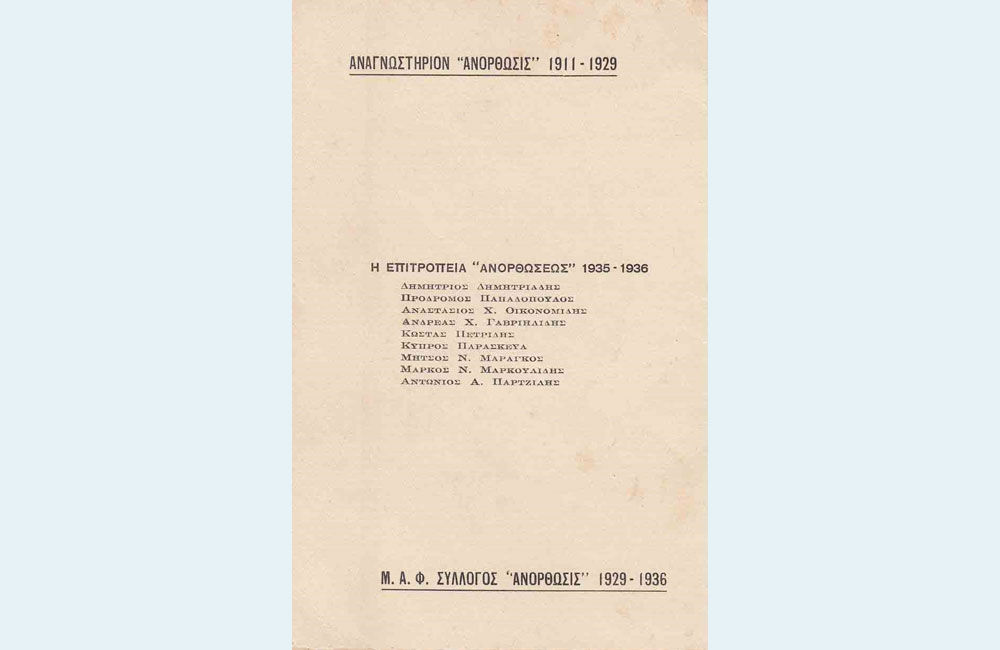 ΑΝΑΓΝΩΣΤΗΡΙΟΝ “ΑΝΟΡΘΩΣΙΣ” 1911 - 1929
Η ΕΠΙΤΡΟΠΕΙΑ “ΑΝΟΡΘΩΣΕΩΣ” 1935 - 1936
ΔΗΜΗΤΡΙΟΣ ΔΗΜΗΤΡΙΑΔΗΣ
ΠΡΟΔΡΟΜΟΣ ΠΑΠΑΔΟΠΟΥΛΟΣ
ΑΝΑΣΤΑΣΙΟΣ Χ. ΟΙΚΟΝΟΜΙΔΗΣ
ΑΝΔΡΕΑΣ Χ. ΓΑΒΡΙΗΛΙΔΗΣ
ΚΩΣΤΑΣ ΠΕΤΡΙΔΗΣ
ΚΥΠΡΟΣ ΠΑΡΑΣΚΕΥΑ
ΜΗΤΣΟΣ Ν. ΜΑΡΑΓΚΟΣ
ΜΑΡΚΟΣ Ν. ΜΑΡΚΟΥΛΙΔΗΣ
ΑΝΤΩΝΙΟΣ Α. ΠΑΡΤΖΙΛΗΣ
Μ. Α. Φ. ΣΥΛΛΟΓΟΣ “ΑΝΟΡΘΩΣΙΣ” 1929 - 1936